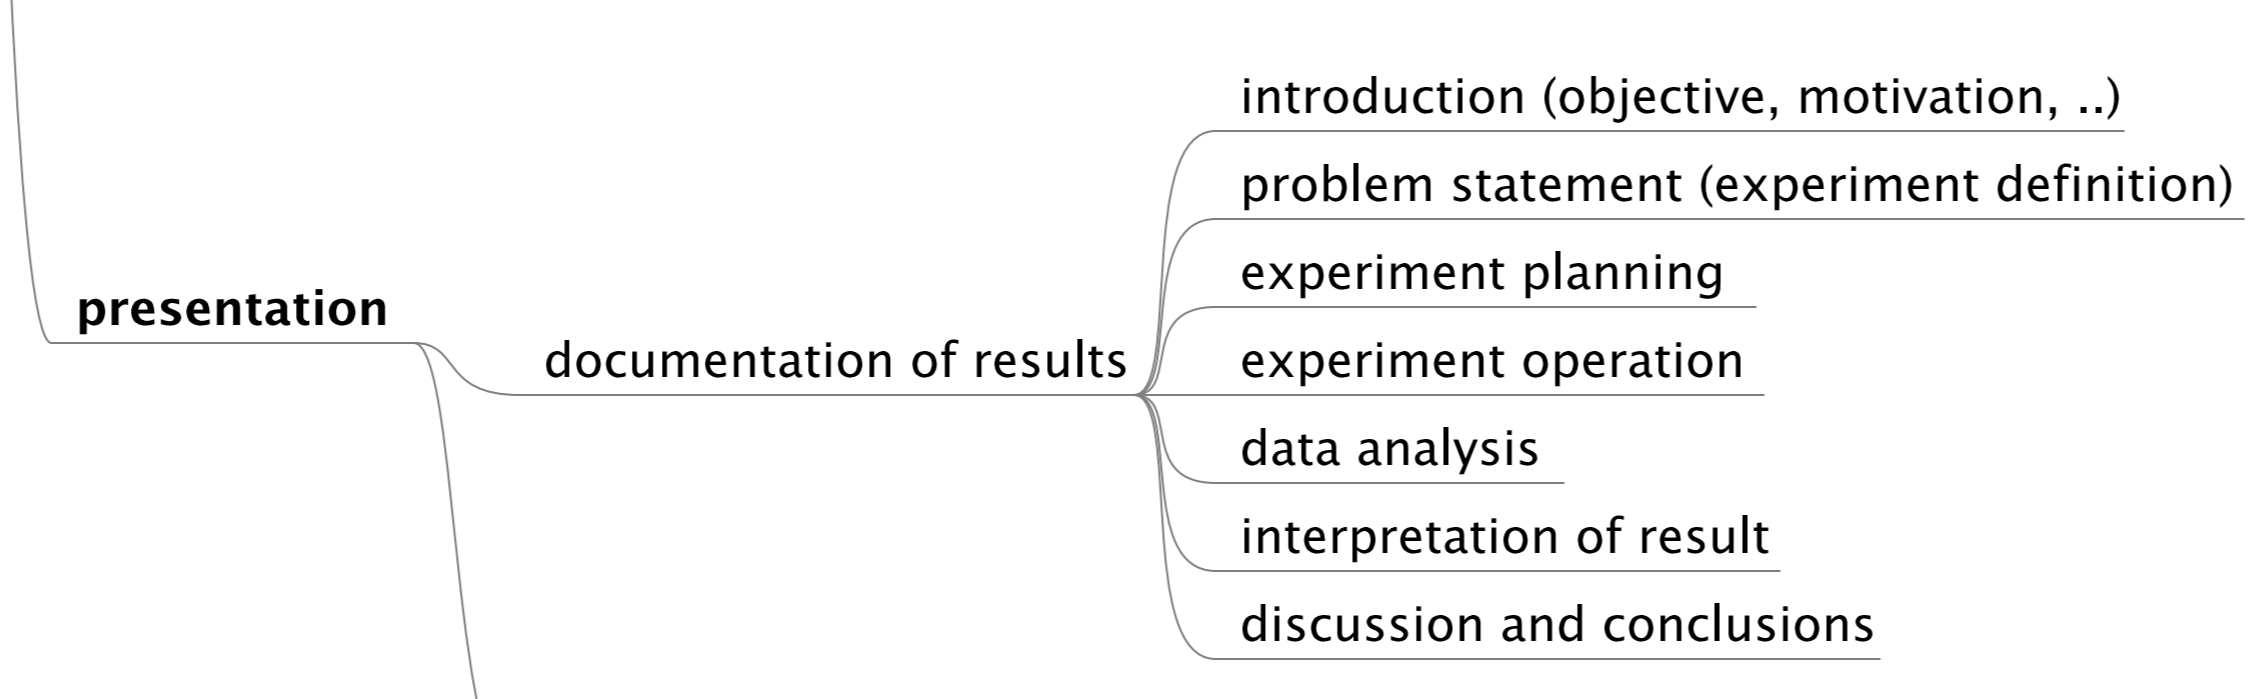 presentation
documentation of results
introduction (objective, motivation, ..)
problem statement (experiment definition)
experiment planning
experiment operation
data analysis
interpretation of result
discussion and conclusions